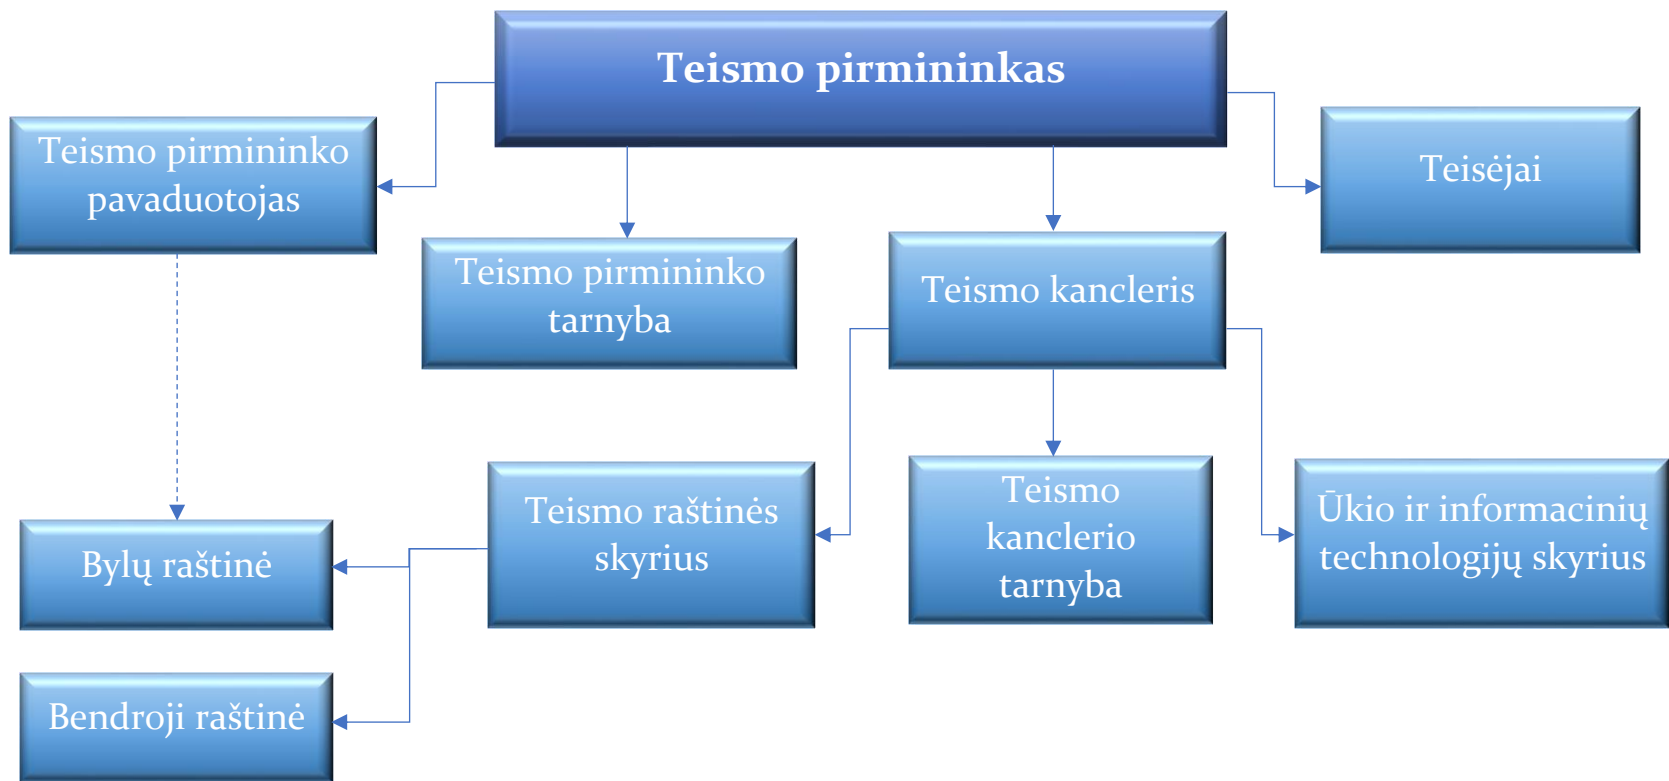 Teismo pirmininkas
Teismo pirmininko
pavaduotojas
Teisėjai
Teismo pirmininko
tarnyba
Teismo kancleris
Teismo raštinės
skyrius
Teismo
kanclerio
tarnyba
Ūkio ir informacinių
technologijų skyrius
Bylų raštinė
Bendroji raštinė